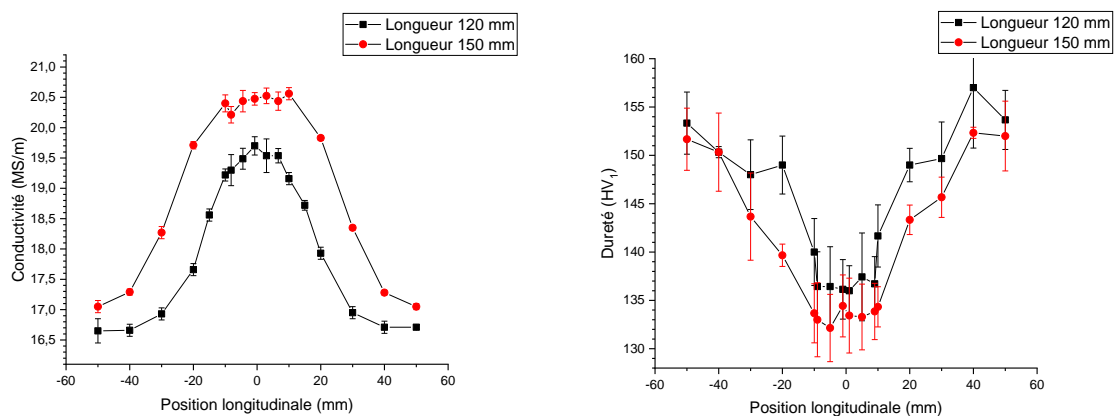 Longueur 120 mm
Longueur 150 mm
21,0
20,5
20,0
19,5
19,0
18,5
18,0
17,5
17,0
16,5
Conductivité (MS/m)
-60 -40 -20 0 20 40 60
Position longitudinale (mm)
Longueur 120 mm
Longueur 150 mm
160
155
150
145
140
135
130
Dureté (HV1)
-60 -40 -20 0 20 40 60
Position longitudinale (mm)